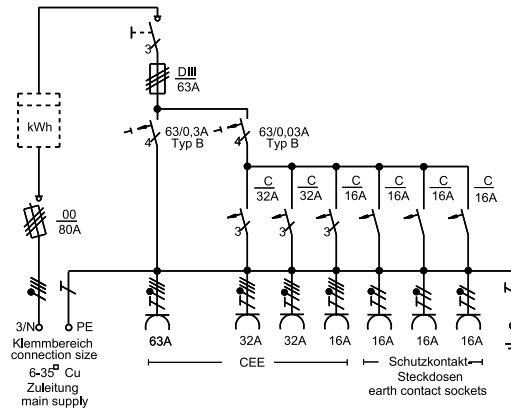 3
DIII
63A
kWh
4
63/0,3A
Typ B
4
63/0,03A
Typ B
C
32A
C
32A
C
16A
C
16A
C
16A
C
16A
00
80A
3
3
3
3/N
PE
63A
32A
32A
16A
16A
16A
16A
Klemmbereich
connection size
6-35□ Cu
Zuleitung
main supply
CEE
Schutzkontakt-
Steckdosen
earth contact sockets